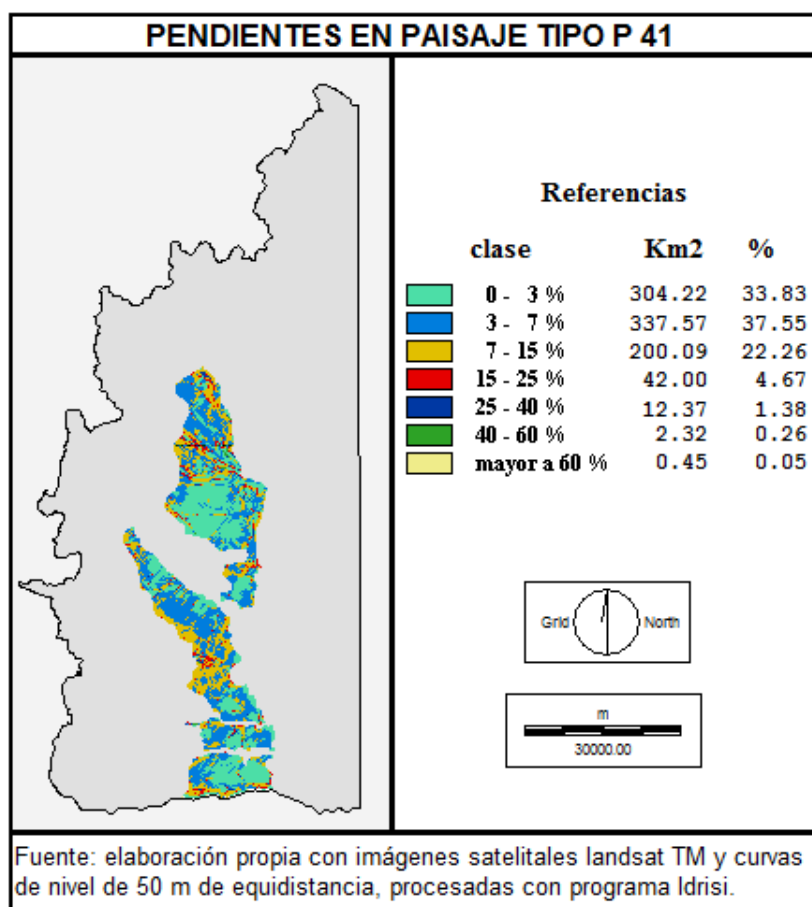 PENDIENTES EN PAISAJE TIPO P 41
Referencias
clase Km2 %
0 - 3 % 304.22 33.83
3 - 7 % 337.57 37.55
7 - 15 % 200.09 22.26
15 - 25 % 42.00 4.67
25 - 40 % 12.37 1.38
40 - 60 % 2.32 0.26
mayor a 60 % 0.45 0.05
Grid North
m
30000.00
Fuente: elaboración propia con imágenes satelitales landsat TM y curvas
de nivel de 50 m de equidistancia, procesadas con programa Idrisi.